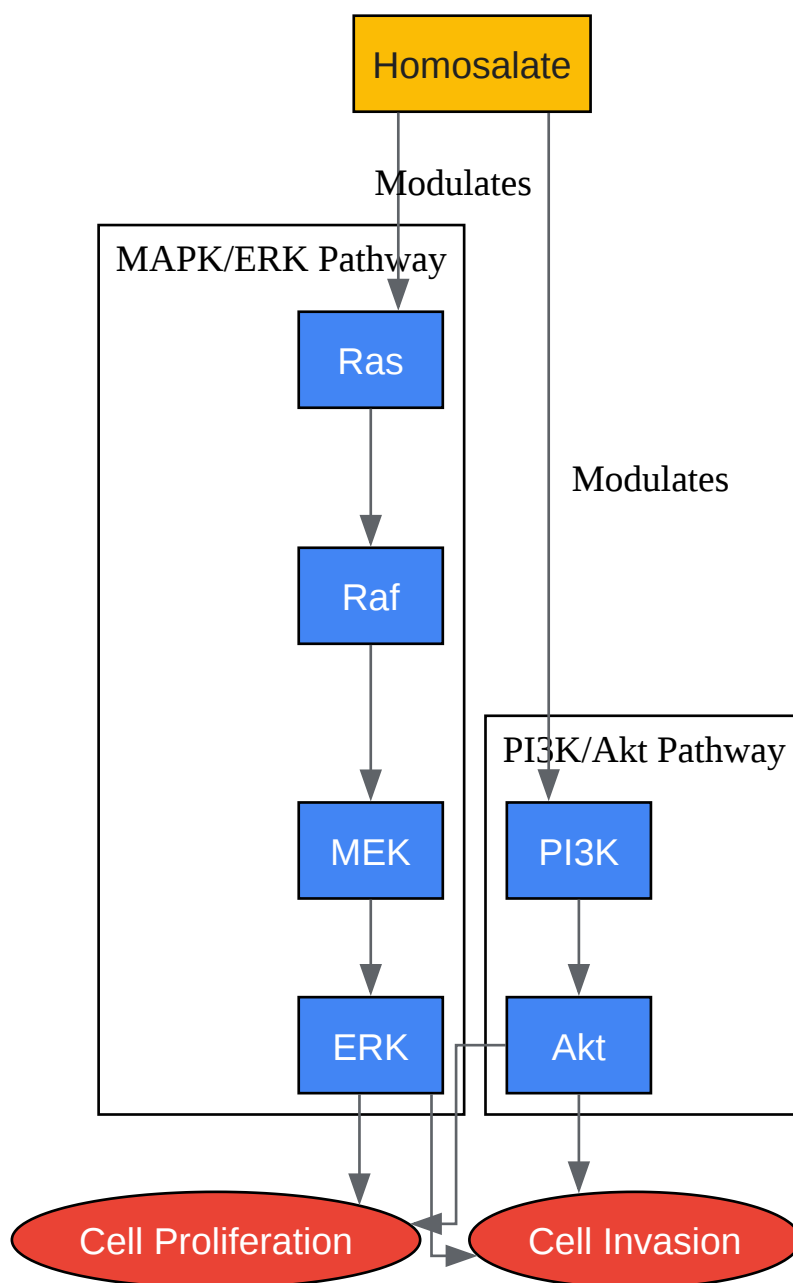 Homosalate
Modulates
MAPK/ERK Pathway
Ras
Modulates
Raf
PI3K/Akt Pathway
MEK
PI3K
ERK
Akt
Cell Proliferation
Cell Invasion